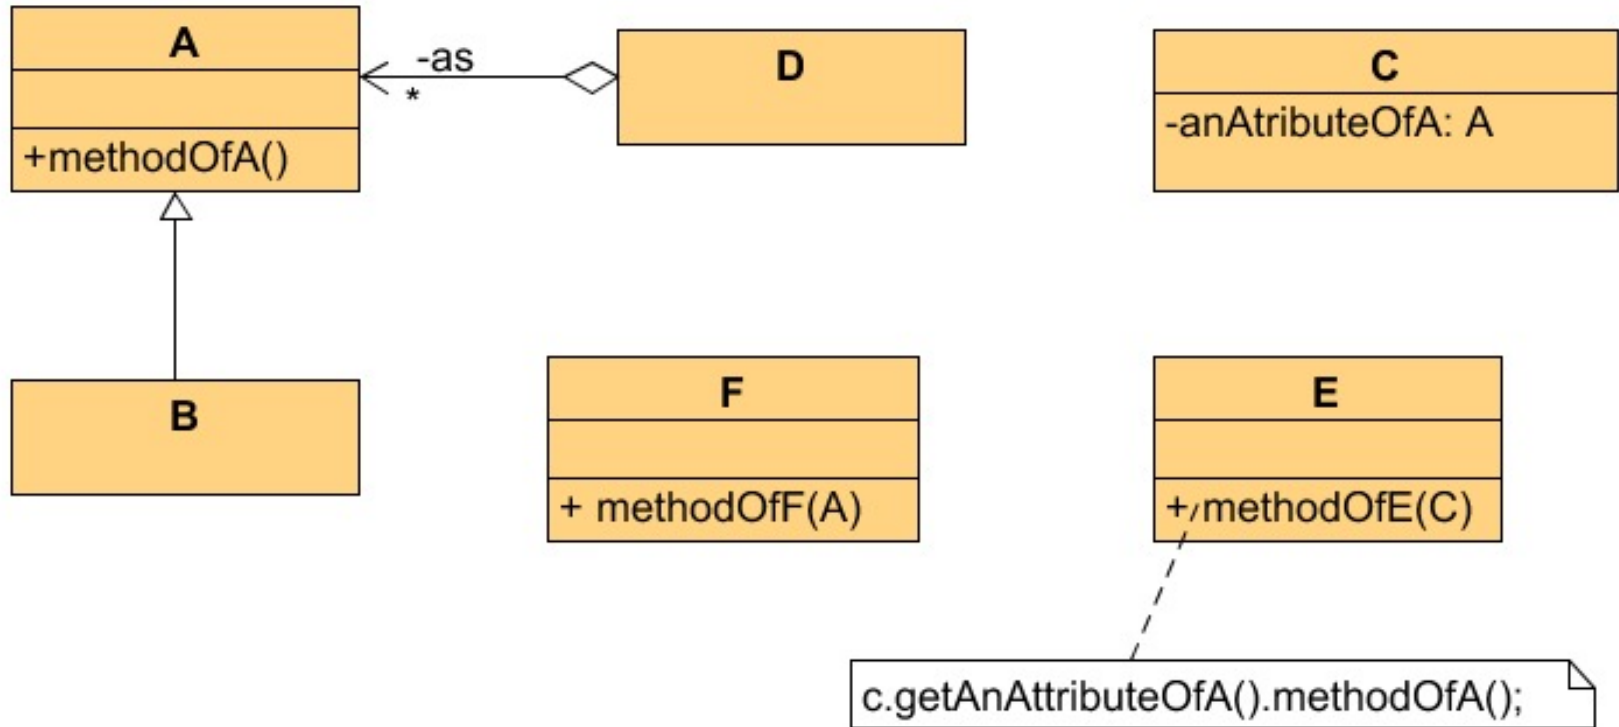 A
+methodOfA()
-as
*
D
C
-anAtributeOfA: A
B
F
+ methodOfF(A)
E
+ methodOfE(C)
c.getAnAttributeOfA().methodOfA();